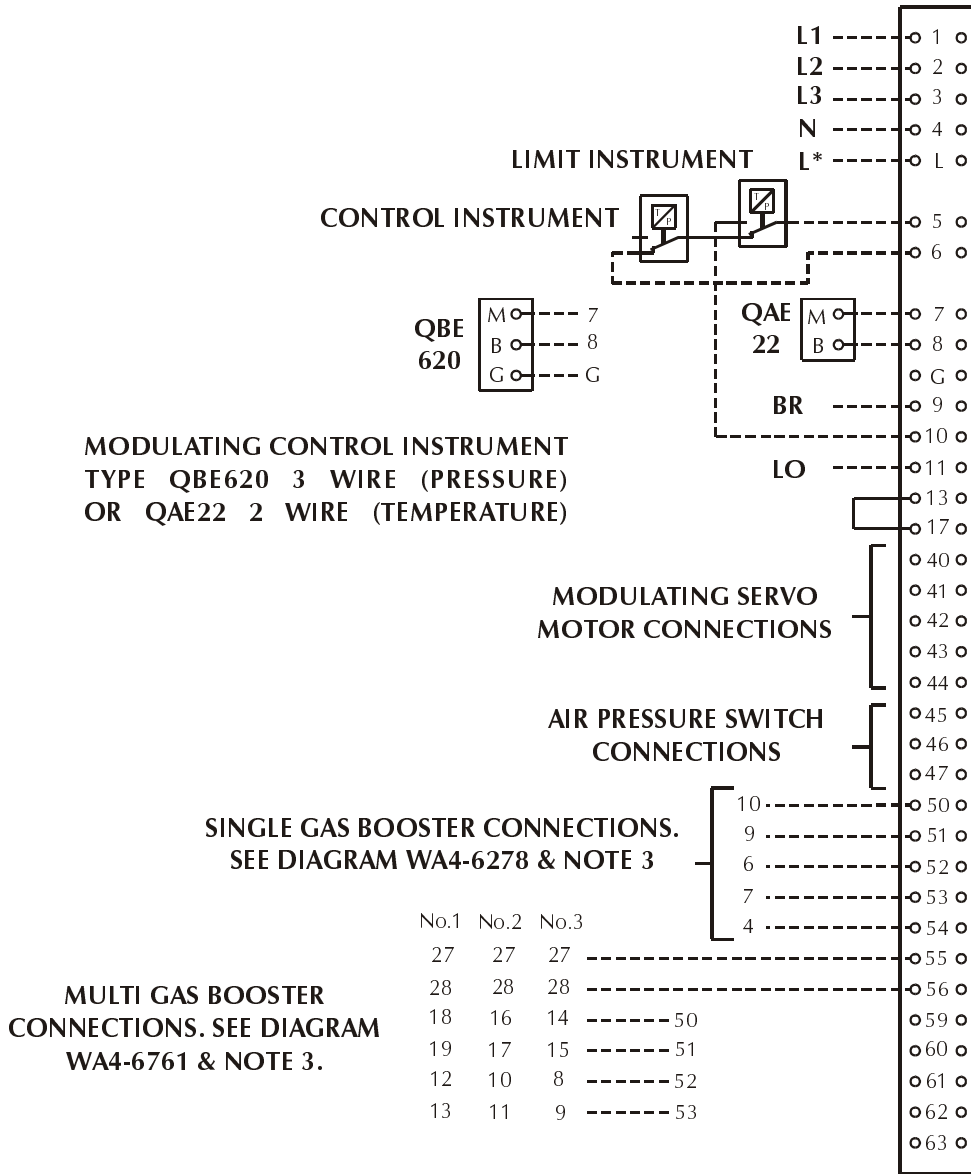 L1 1
L2 2
L3 3
N 4
LIMIT INSTRUMENT L* L
T P
T P
CONTROL INSTRUMENT 5
6
QBE 620
M 7
B 8
G G
QAE 22
M 7
B 8
G
BR 9
10
MODULATING CONTROL INSTRUMENT
TYPE QBE620 3 WIRE (PRESSURE)
OR QAE22 2 WIRE (TEMPERATURE)
LO 11
13
17
40
41
42
43
44
MODULATING SERVO
MOTOR CONNECTIONS
45
46
47
AIR PRESSURE SWITCH
CONNECTIONS
SINGLE GAS BOOSTER CONNECTIONS.
SEE DIAGRAM WA4-6278 & NOTE 3
10 50
9 51
6 52
7 53
4 54
No.1 No.2 No.3
27 27 27 55
28 28 28 56
18 16 14 50
19 17 15 51
12 10 8 52
13 11 9 53
MULTI GAS BOOSTER
CONNECTIONS. SEE DIAGRAM
WA4-6761 & NOTE 3.
59
60
61
62
63